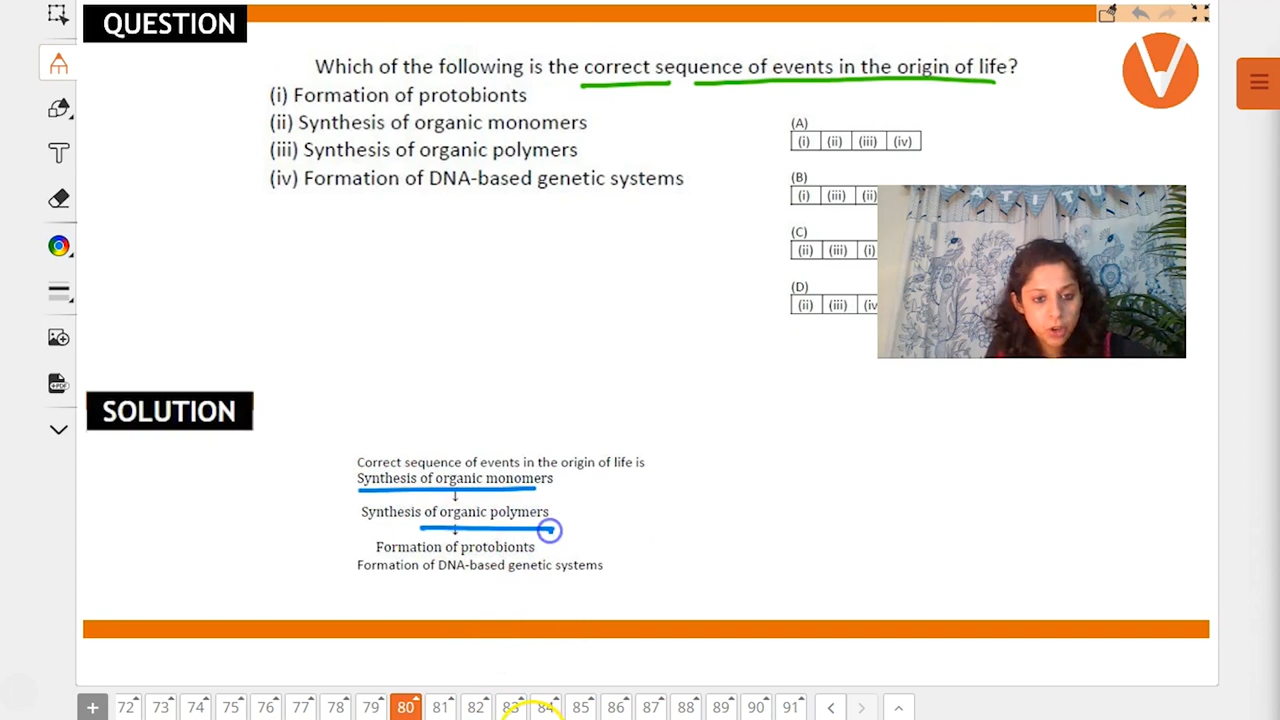 QUESTION
Which of the following is the correct sequence of events in the origin of life?
(i) Formation of protobionts
(ii) Synthesis of organic monomers
(iii) Synthesis of organic polymers
(iv) Formation of DNA-based genetic systems
(A)
(i) (ii) (iii) (iv)
(B)
(i) (iii) (ii)
(C)
(ii) (iii) (i)
(D)
(ii) (iii) (iv
A T I T U
SOLUTION
Correct sequence of events in the origin of life is
Synthesis of organic monomers
↓
Synthesis of organic polymers
↓
Formation of protobionts
Formation of DNA-based genetic systems
+ 72 73 74 75 76 77 78 79 80 81 82 83 84 85 86 87 88 89 90 91